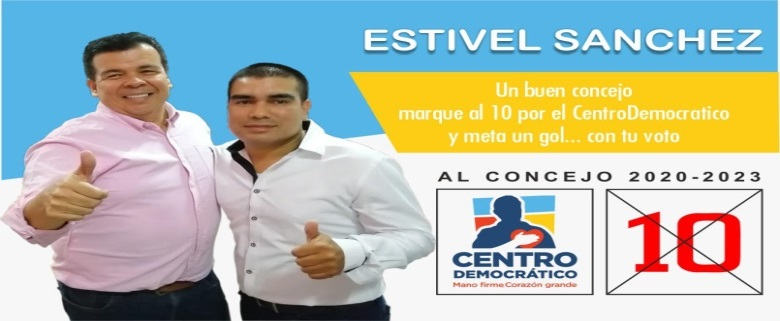 ESTIVEL SANCHEZ
Un buen concejo
marque al 10 por el CentroDemocratico
y meta un gol... con tu voto
AL CONCEJO 2020-2023
CENTRO
DEMOCRÁTICO
Mano firme Corazón grande
10